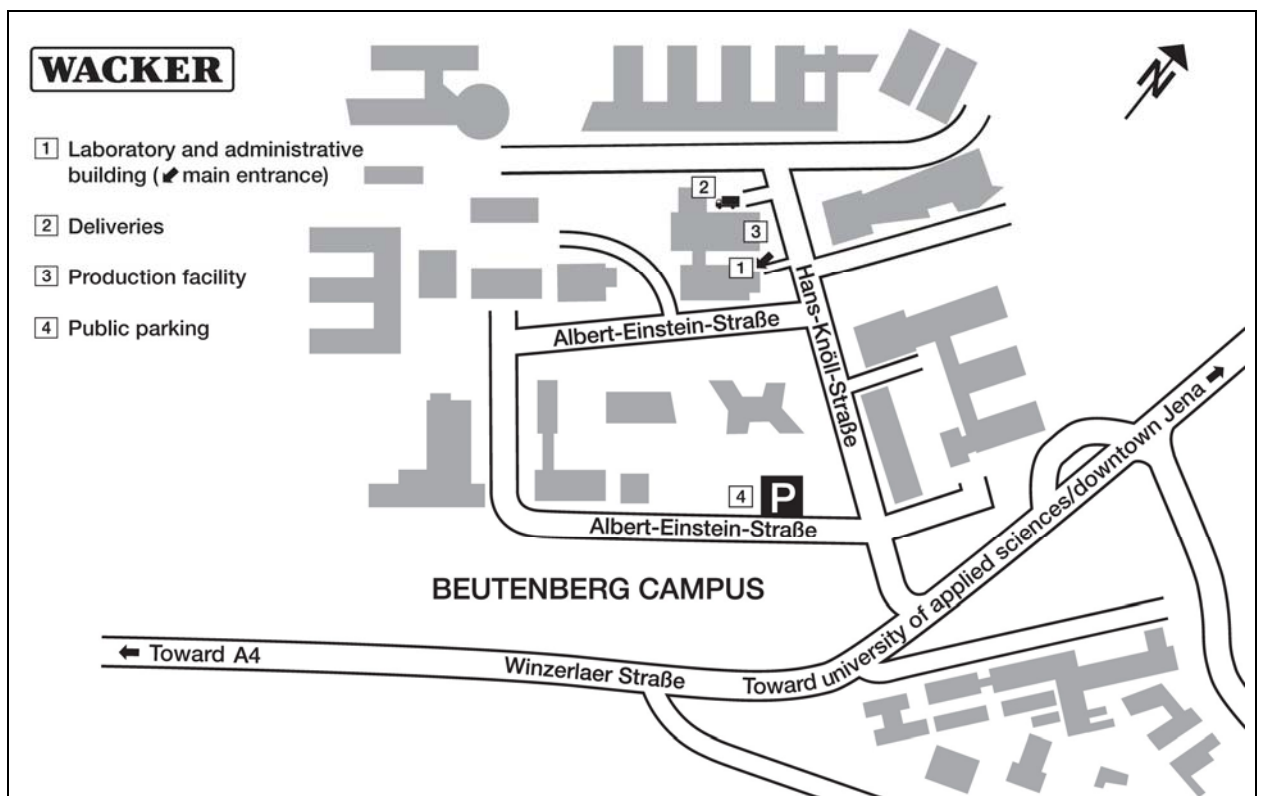 WACKER
1 Laboratory and administrative
building (↙ main entrance)
2 Deliveries
3 Production facility
4 Public parking
N
2
3
1
Hans-Knöll-Straße
Albert-Einstein-Straße
4 P
Albert-Einstein-Straße
BEUTENBERG CAMPUS
← Toward A4
Winzerlaer Straße
Toward university of applied sciences/downtown Jena →